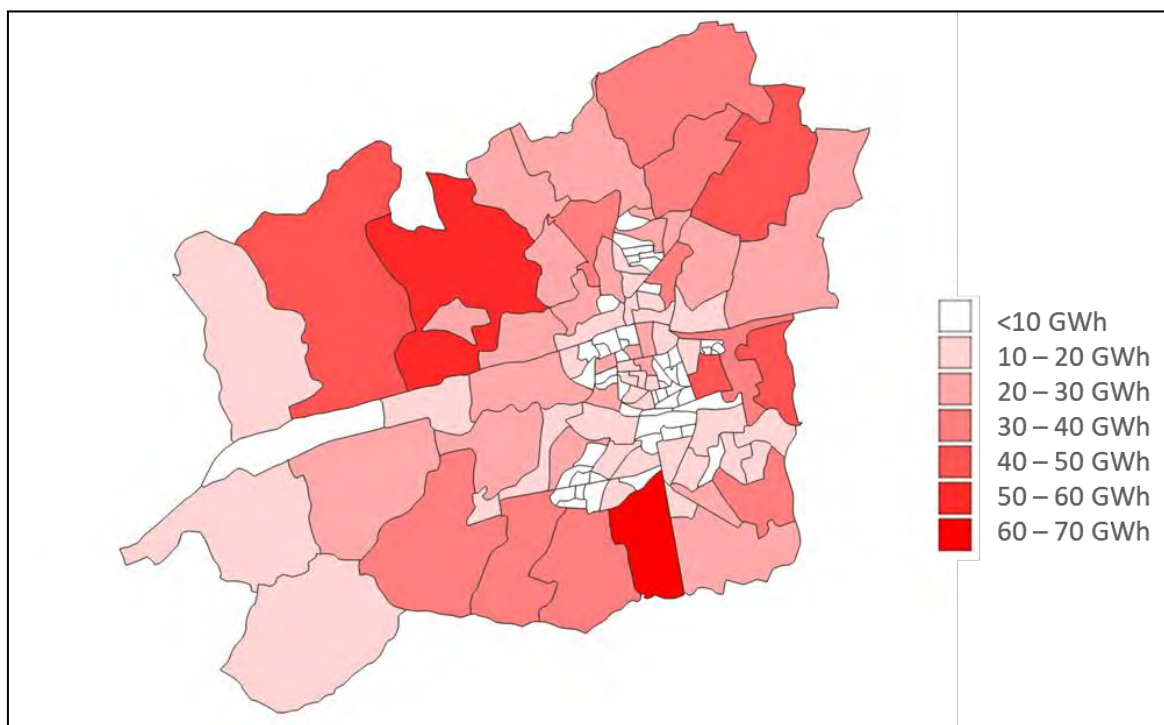 <10 GWh
10 – 20 GWh
20 – 30 GWh
30 – 40 GWh
40 – 50 GWh
50 – 60 GWh
60 – 70 GWh